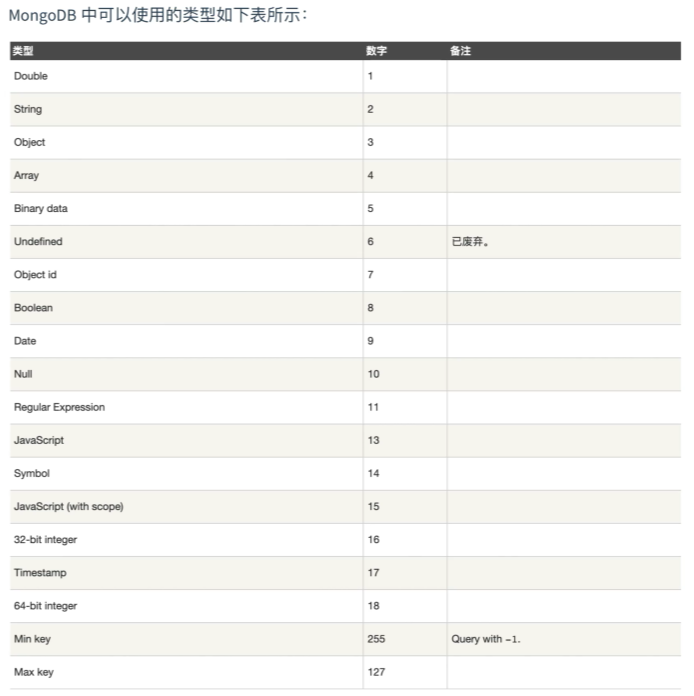 MongoDB 中可以使用的类型如下表所示：
类型 数字 备注
Double 1
String 2
Object 3
Array 4
Binary data 5
Undefined 6 已废弃。
Object id 7
Boolean 8
Date 9
Null 10
Regular Expression 11
JavaScript 13
Symbol 14
JavaScript (with scope) 15
32-bit integer 16
Timestamp 17
64-bit integer 18
Min key 255 Query with -1.
Max key 127